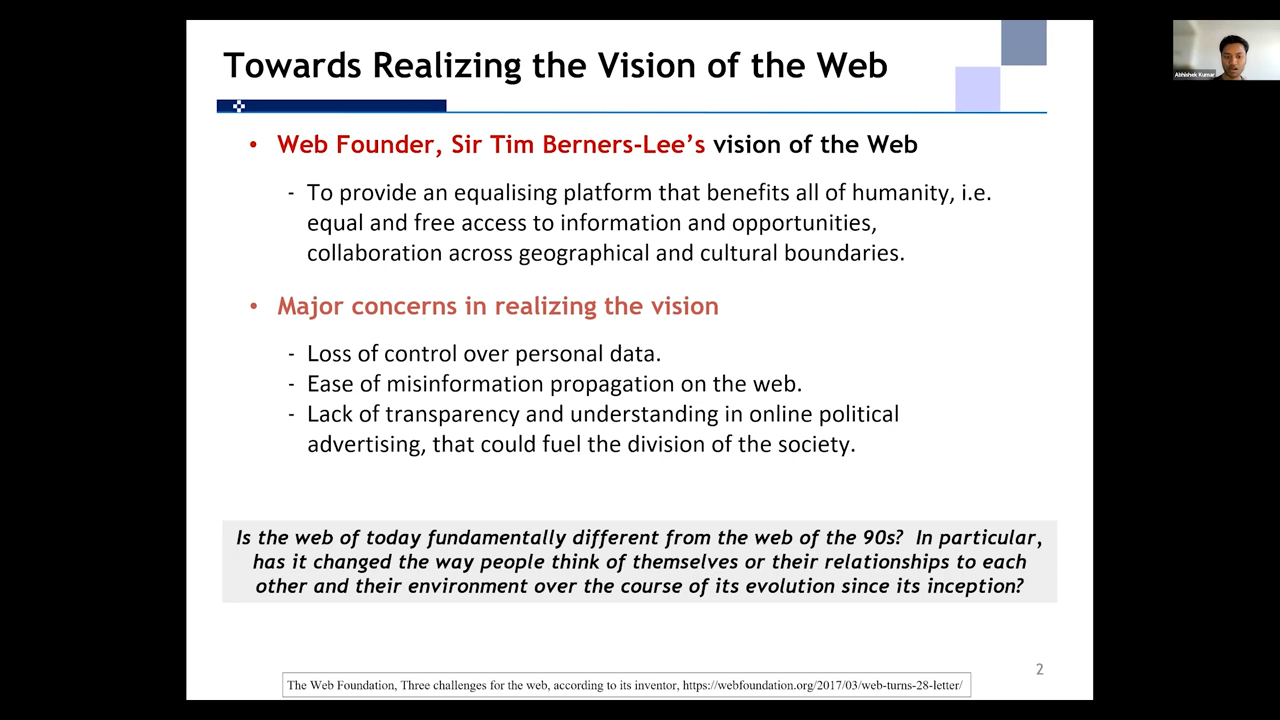 Towards Realizing the Vision of the Web
• Web Founder, Sir Tim Berners-Lee’s vision of the Web
- To provide an equalising platform that benefits all of humanity, i.e.
equal and free access to information and opportunities,
collaboration across geographical and cultural boundaries.
• Major concerns in realizing the vision
- Loss of control over personal data.
- Ease of misinformation propagation on the web.
- Lack of transparency and understanding in online political
advertising, that could fuel the division of the society.
Is the web of today fundamentally different from the web of the 90s? In particular,
has it changed the way people think of themselves or their relationships to each
other and their environment over the course of its evolution since its inception?
2
The Web Foundation, Three challenges for the web, according to its inventor, https://webfoundation.org/2017/03/web-turns-28-letter/
Abhishek Kumar